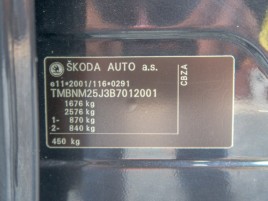 ŠKODA AUTO a.s.
e11*2001/116*0291
TMBNM25J3B7012001
1676 kg
2576 kg
1- 870 kg
2- 840 kg
460 kg
CBZA